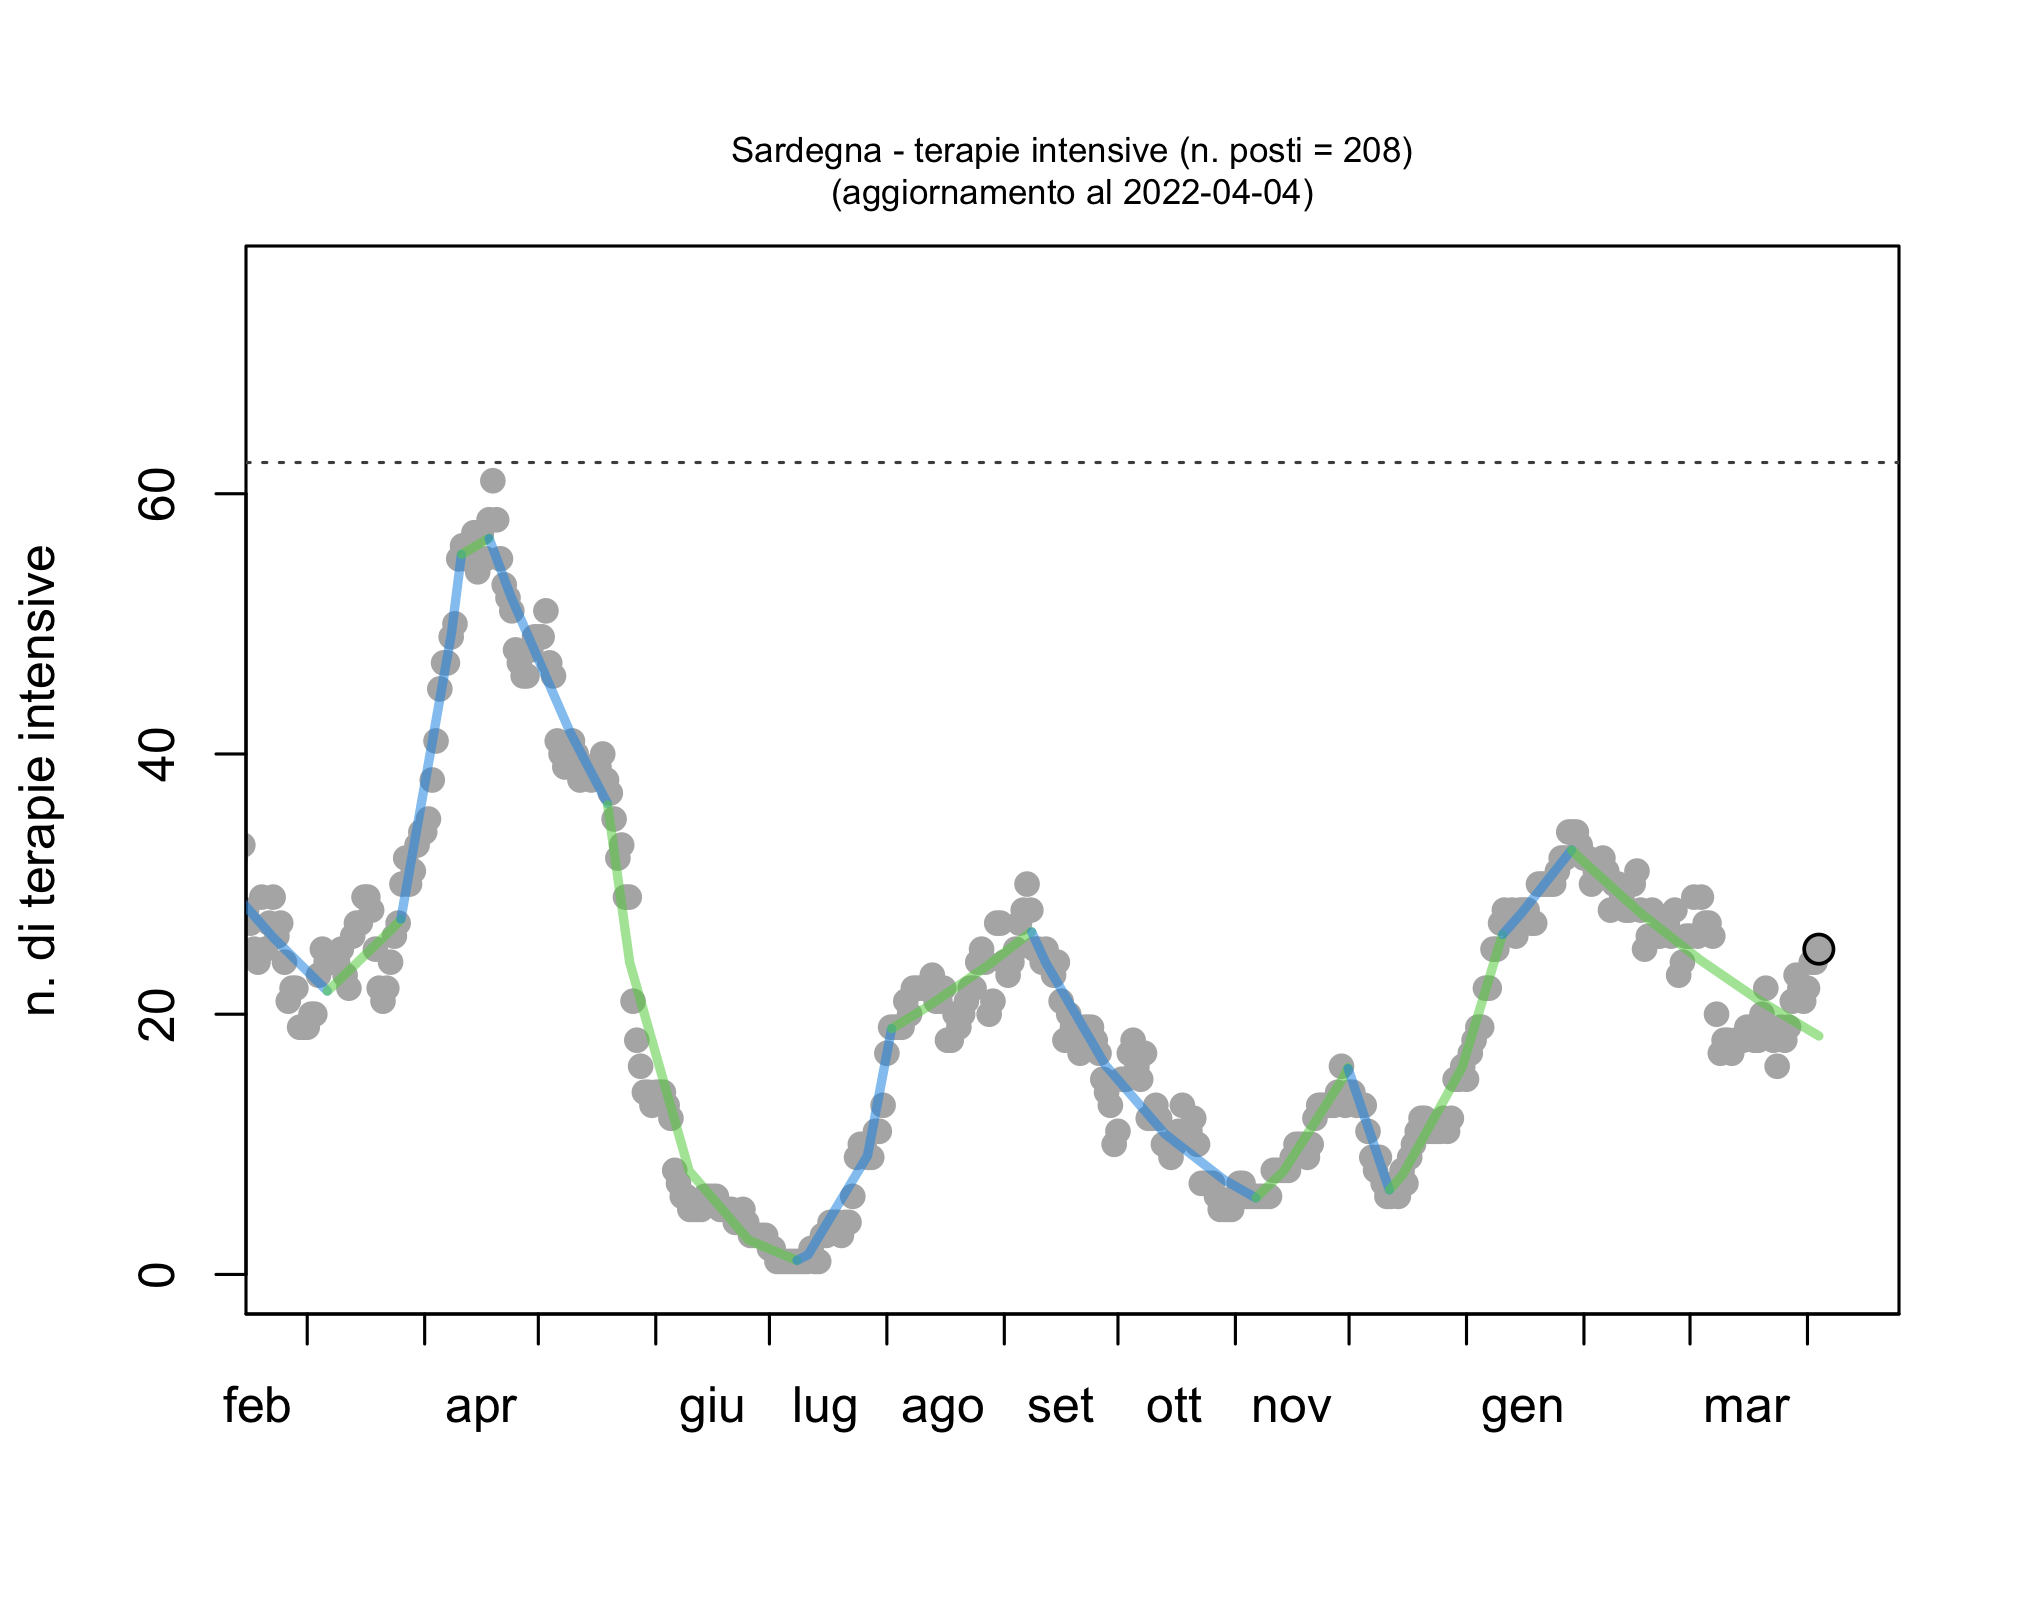 Sardegna - terapie intensive (n. posti = 208)
(aggiornamento al 2022-04-04)
n. di terapie intensive
60
40
20
0
feb apr giu lug ago set ott nov gen mar